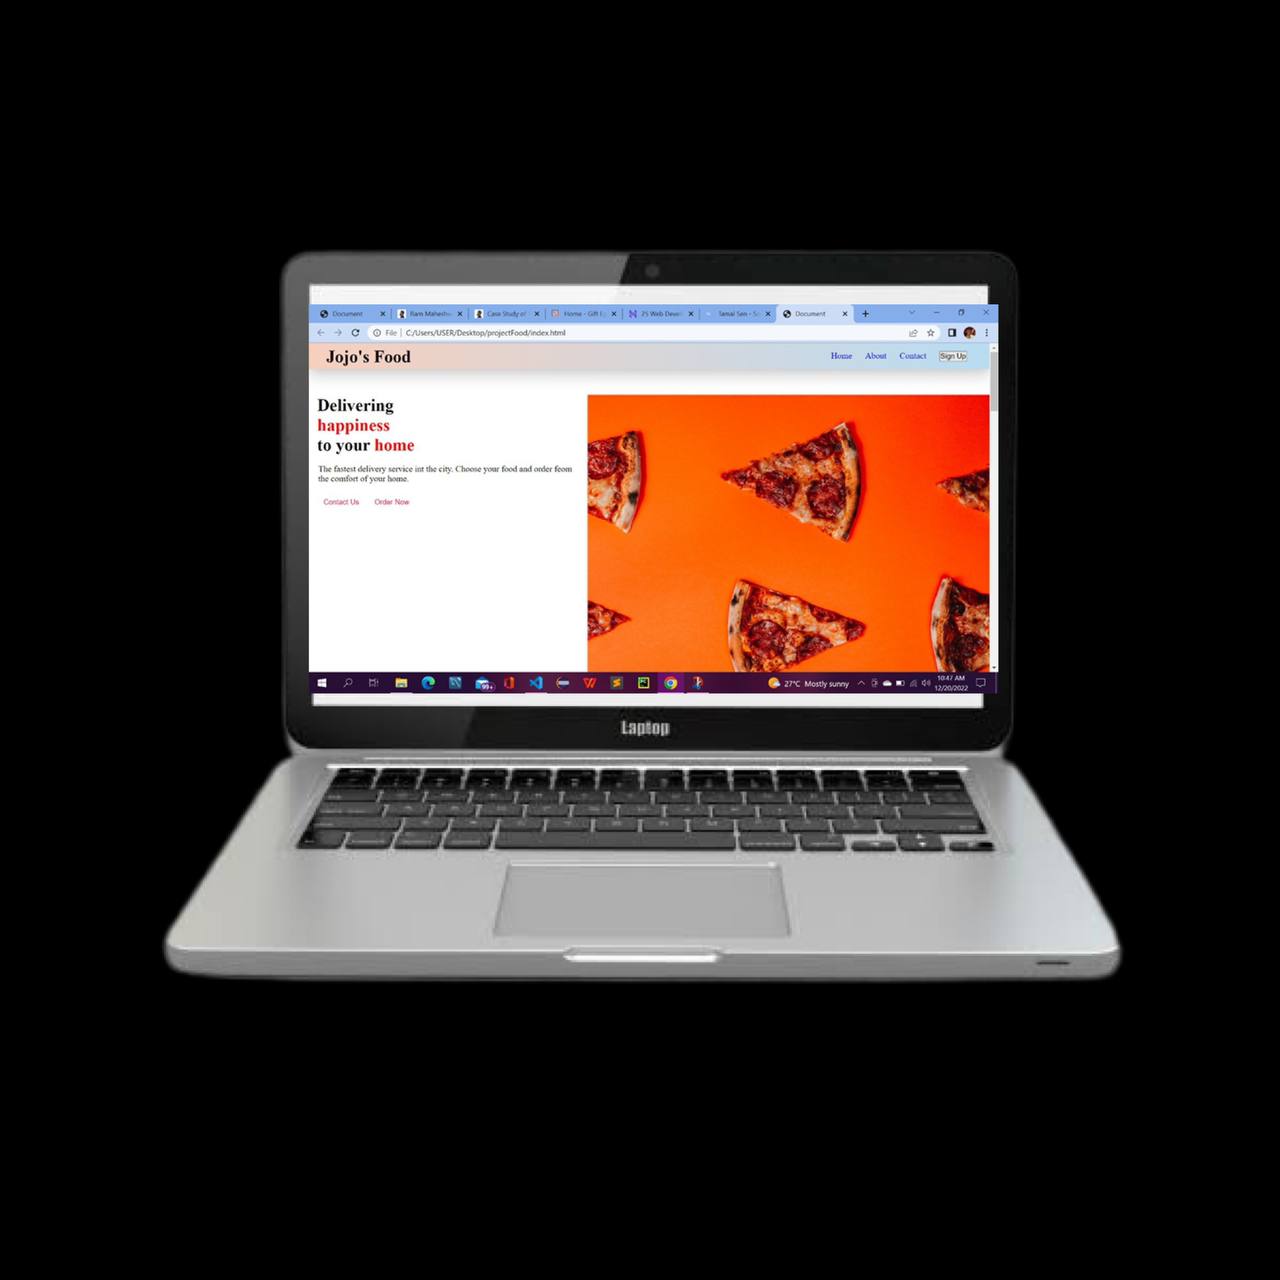 Document
Ram Maheshw
Case Study of
Home - Gift
25 Web Devel
Tamal Sen - S
Document
File
C:/Users/USER/Desktop/projectFood/index.html
Jojo's Food
Home
About
Contact
Sign Up
Delivering
happiness
to your home
The fastest delivery service int the city. Choose your food and order feom
the comfort of your home.
Contact Us
Order Now
99+
27°C Mostly sunny
10:47 AM
12/20/2022
Laptop